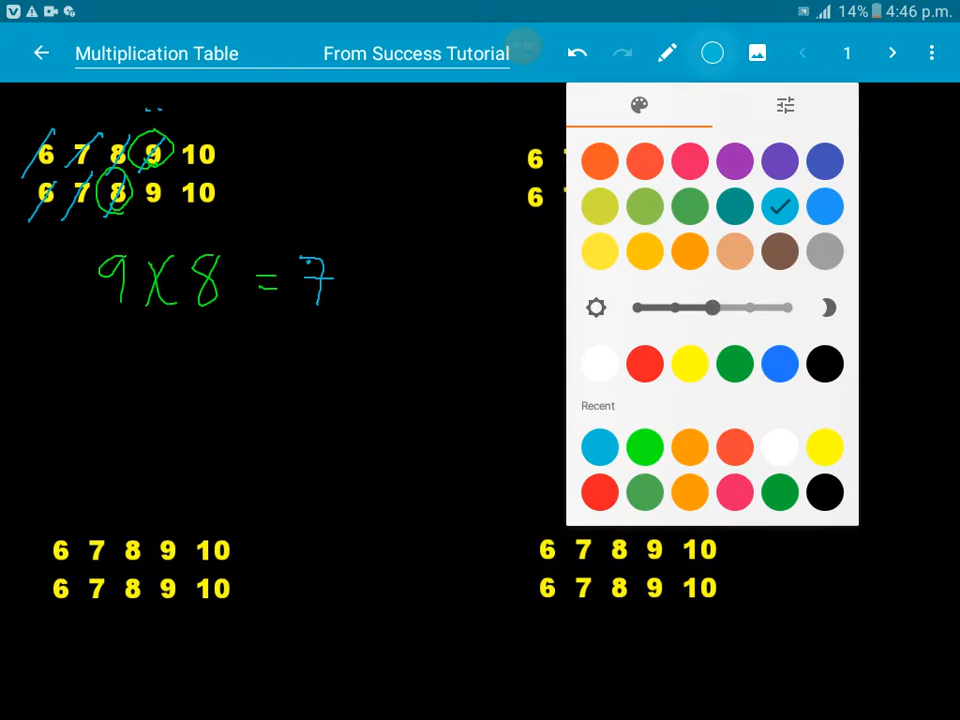 14% 4:46 p.m.
Multiplication Table From Success Tutorial 1
6 7 8 9 10
6 7 8 9 10
6
6
9 X 8 = 7
Recent
6 7 8 9 10
6 7 8 9 10
6 7 8 9 10
6 7 8 9 10